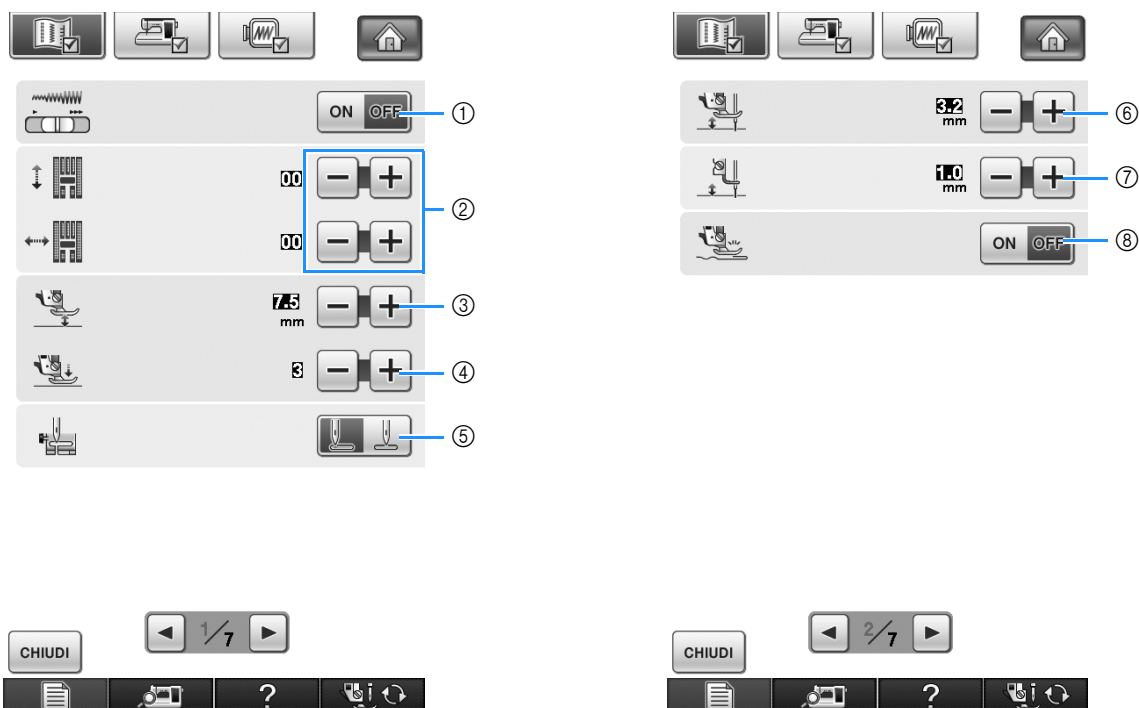 ON OFF ①
00
②
00
7.5 mm ③
3 ④
⑤
1/7
CHIUDI
?
3.2 mm ⑥
1.0 mm ⑦
ON OFF ⑧
2/7
CHIUDI
?